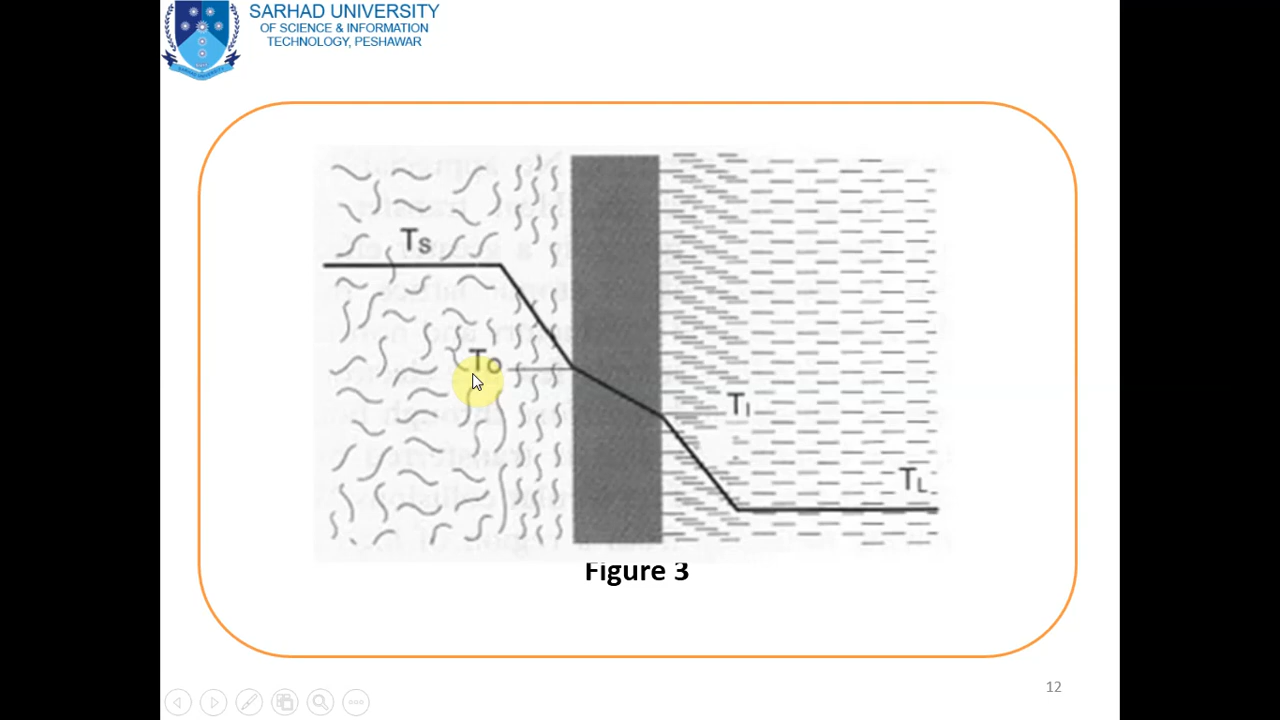 SARHAD UNIVERSITY
OF SCIENCE & INFORMATION
TECHNOLOGY, PESHAWAR
TS
TO
TI
TL
Figure 3
12